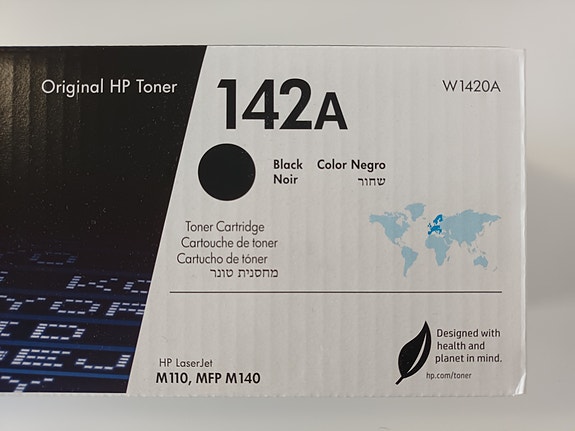 Original HP Toner
142A
W1420A
Black Color Negro
Noir שחור
Toner Cartridge
Cartouche de toner
Cartucho de tóner
מחסנית טונר
HP LaserJet
M110, MFP M140
Designed with
health and
planet in mind.
hp.com/toner